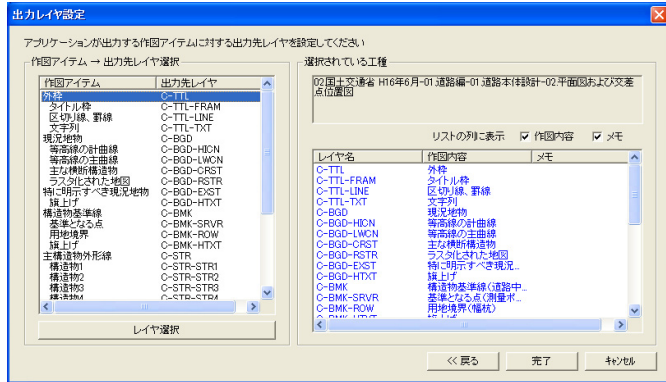 出力レイヤ設定
アプリケーションが出力する作図アイテムに対する出力先レイヤを設定してください
作図アイテム → 出力先レイヤ選択
作図アイテム 出力先レイヤ
外枠 C-TTL
タイトル枠 C-TTL-FRAM
区切り線、罫線 C-TTL-LINE
文字列 C-TTL-TXT
現況地物 C-BGD
等高線の計曲線 C-BGD-HICN
等高線の主曲線 C-BGD-LWCN
主な横断構造物 C-BGD-CRST
ラスタ化された地図 C-BGD-RSTR
特に明示すべき現況地物 C-BGD-EXST
旗上げ C-BGD-HTXT
構造物基準線 C-BMK
基準となる点 C-BMK-SRVR
用地境界 C-BMK-ROW
旗上げ C-BMK-HTXT
主構造物外形線 C-STR
構造物1 C-STR-STR1
構造物2 C-STR-STR2
構造物3 C-STR-STR3
構造物4 C-STR-STR4
レイヤ選択
選択されている工種
02国土交通省 H16年6月-01.道路編-01.道路本体設計-02.平面図および交差
点位置図
リストの列に表示 作図内容 メモ
レイヤ名 作図内容 メモ
C-TTL 外枠
C-TTL-FRAM タイトル枠
C-TTL-LINE 区切り線、罫線
C-TTL-TXT 文字列
C-BGD 現況地物
C-BGD-HICN 等高線の計曲線
C-BGD-LWCN 等高線の主曲線
C-BGD-CRST 主な横断構造物
C-BGD-RSTR ラスタ化された地図
C-BGD-EXST 特に明示すべき現況...
C-BGD-HTXT 旗上げ
C-BMK 構造物基準線(道路中...
C-BMK-SRVR 基準となる点(測量ポ...
C-BMK-ROW 用地境界(幅杭)
C-BMK-HTXT 旗上げ
<< 戻る 完了 キャンセル